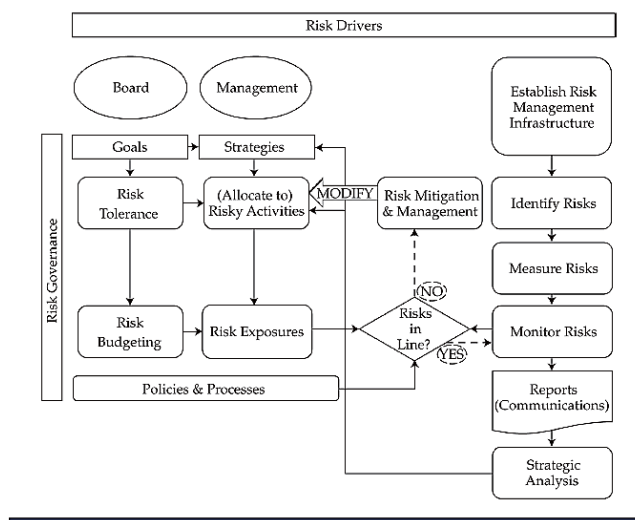 Risk Drivers
Board
Management
Establish Risk
Management
Infrastructure
Goals
Strategies
Risk
Tolerance
(Allocate to)
Risky Activities
MODIFY
Risk Mitigation
& Management
Identify Risks
Risk Governance
Measure Risks
NO
Risk
Budgeting
Risk Exposures
Risks
in
Line?
YES
Monitor Risks
Policies & Processes
Reports
(Communications)
Strategic
Analysis